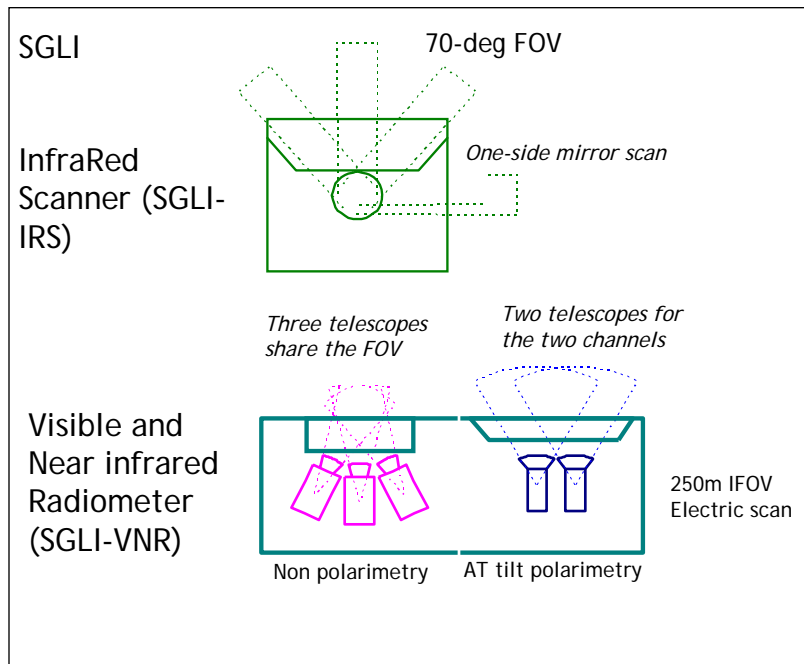 SGLI
70-deg FOV
One-side mirror scan
InfraRed
Scanner (SGLI-
IRS)
Three telescopes
share the FOV
Two telescopes for
the two channels
Visible and
Near infrared
Radiometer
(SGLI-VNR)
250m IFOV
Electric scan
Non polarimetry
AT tilt polarimetry